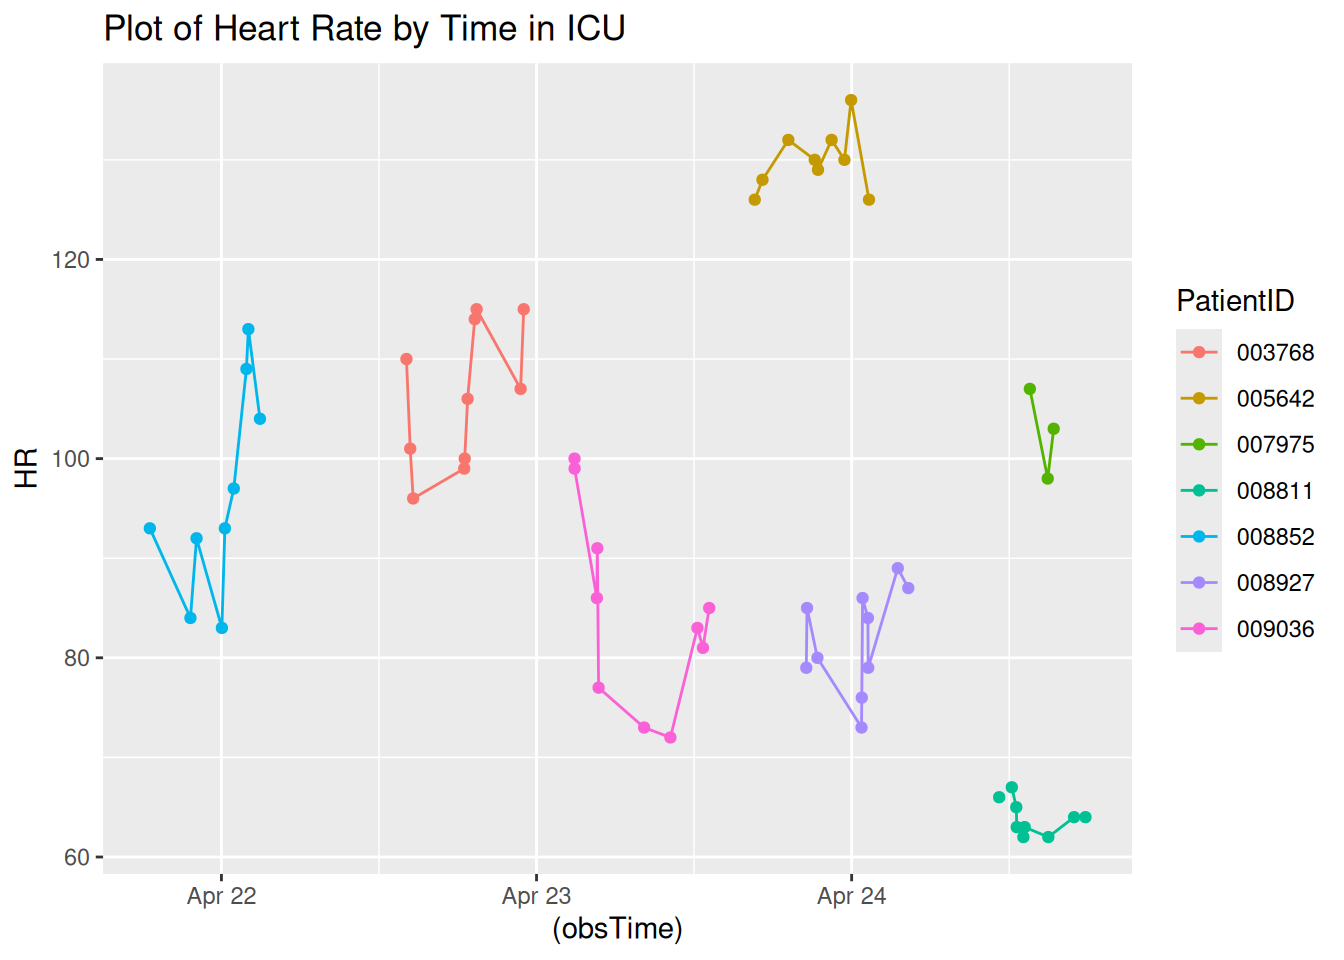 Plot of Heart Rate by Time in ICU
HR
120
100
80
60
Apr 22
Apr 23
Apr 24
(obsTime)
PatientID
003768
005642
007975
008811
008852
008927
009036